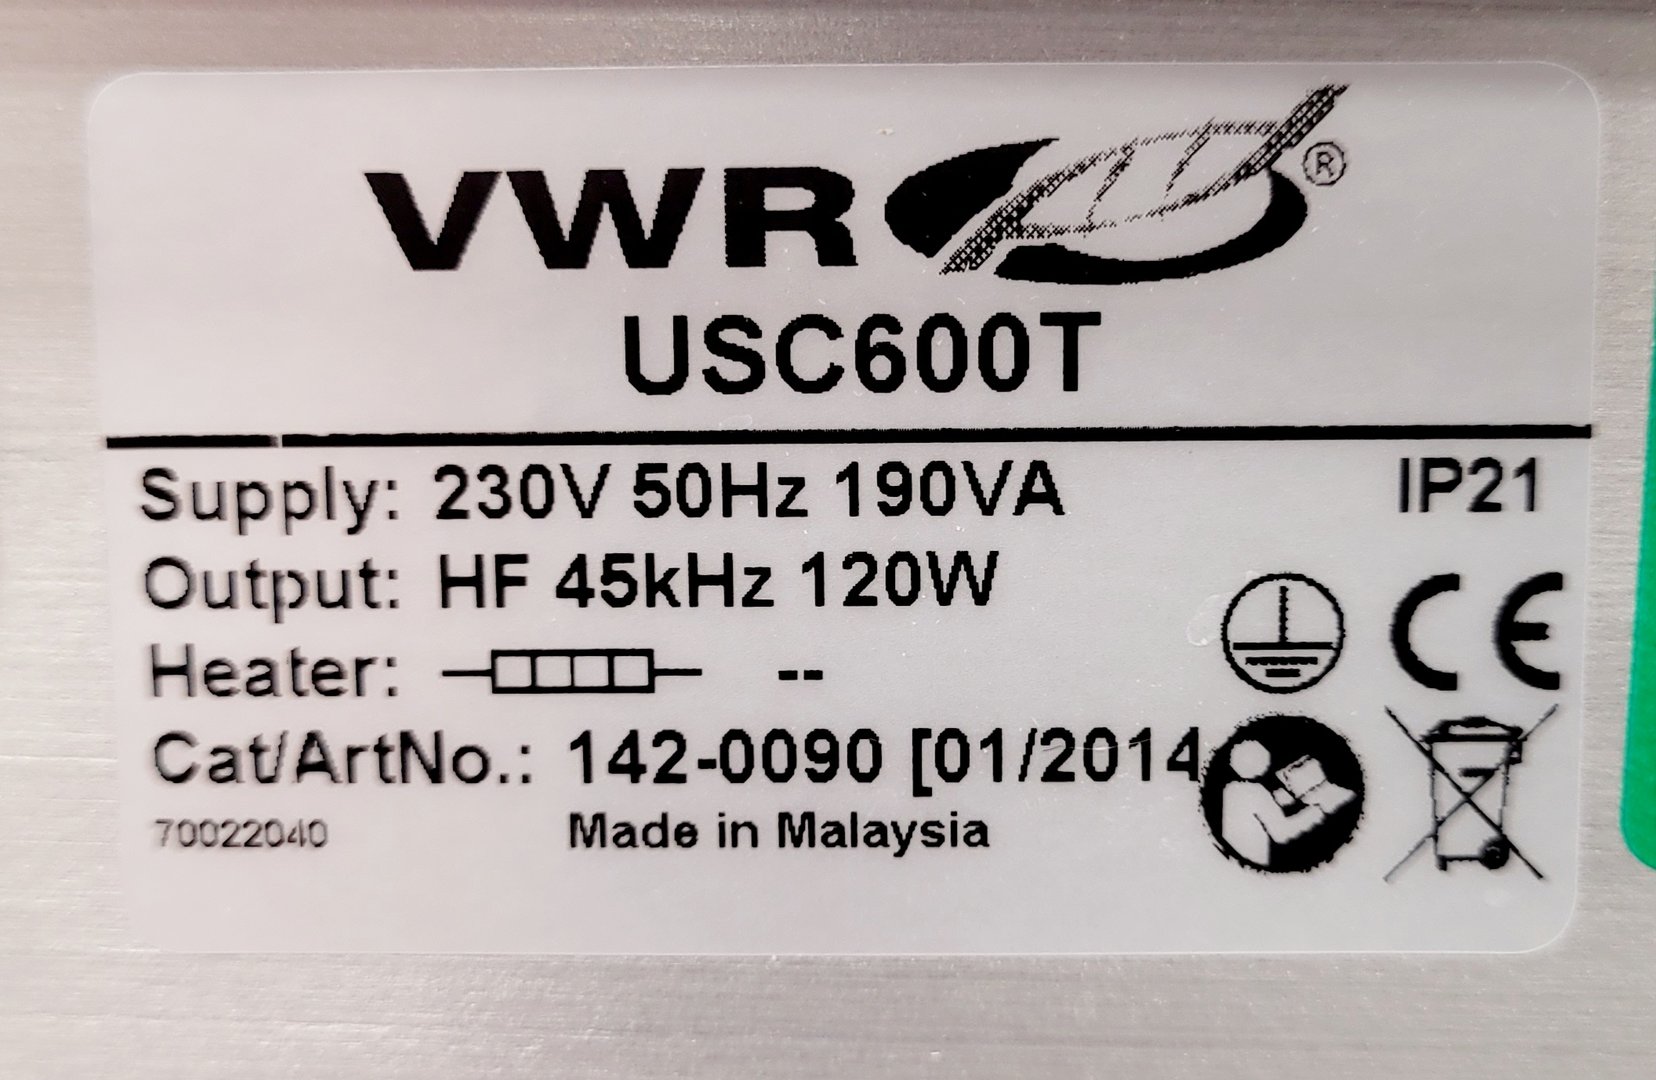 VWR ®
USC600T
Supply: 230V 50Hz 190VA IP21
Output: HF 45kHz 120W
Heater: --
CE
Cat/ArtNo.: 142-0090 [01/2014
70022040 Made in Malaysia